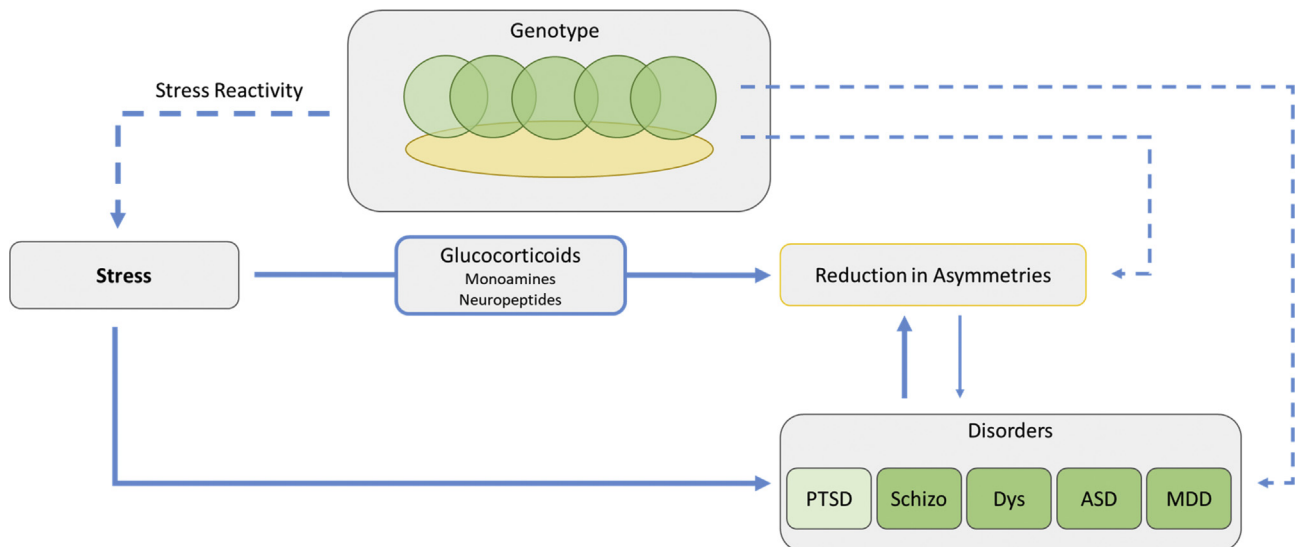 Genotype
Stress Reactivity
Stress
Glucocorticoids
Monoamines
Neuropeptides
Reduction in Asymmetries
Disorders
PTSD Schizo Dys ASD MDD